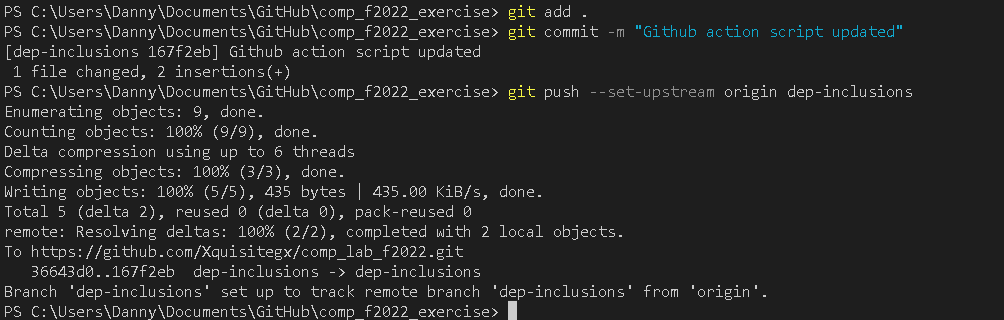 PS C:\Users\Danny\Documents\GitHub\comp_f2022_exercise> git add .
PS C:\Users\Danny\Documents\GitHub\comp_f2022_exercise> git commit -m "Github action script updated"
[dep-inclusions 167f2eb] Github action script updated
 1 file changed, 2 insertions(+)
PS C:\Users\Danny\Documents\GitHub\comp_f2022_exercise> git push --set-upstream origin dep-inclusions
Enumerating objects: 9, done.
Counting objects: 100% (9/9), done.
Delta compression using up to 6 threads
Compressing objects: 100% (3/3), done.
Writing objects: 100% (5/5), 435 bytes | 435.00 KiB/s, done.
Total 5 (delta 2), reused 0 (delta 0), pack-reused 0
remote: Resolving deltas: 100% (2/2), completed with 2 local objects.
To https://github.com/Xquisitegx/comp_lab_f2022.git
   36643d0..167f2eb  dep-inclusions -> dep-inclusions
Branch 'dep-inclusions' set up to track remote branch 'dep-inclusions' from 'origin'.
PS C:\Users\Danny\Documents\GitHub\comp_f2022_exercise>